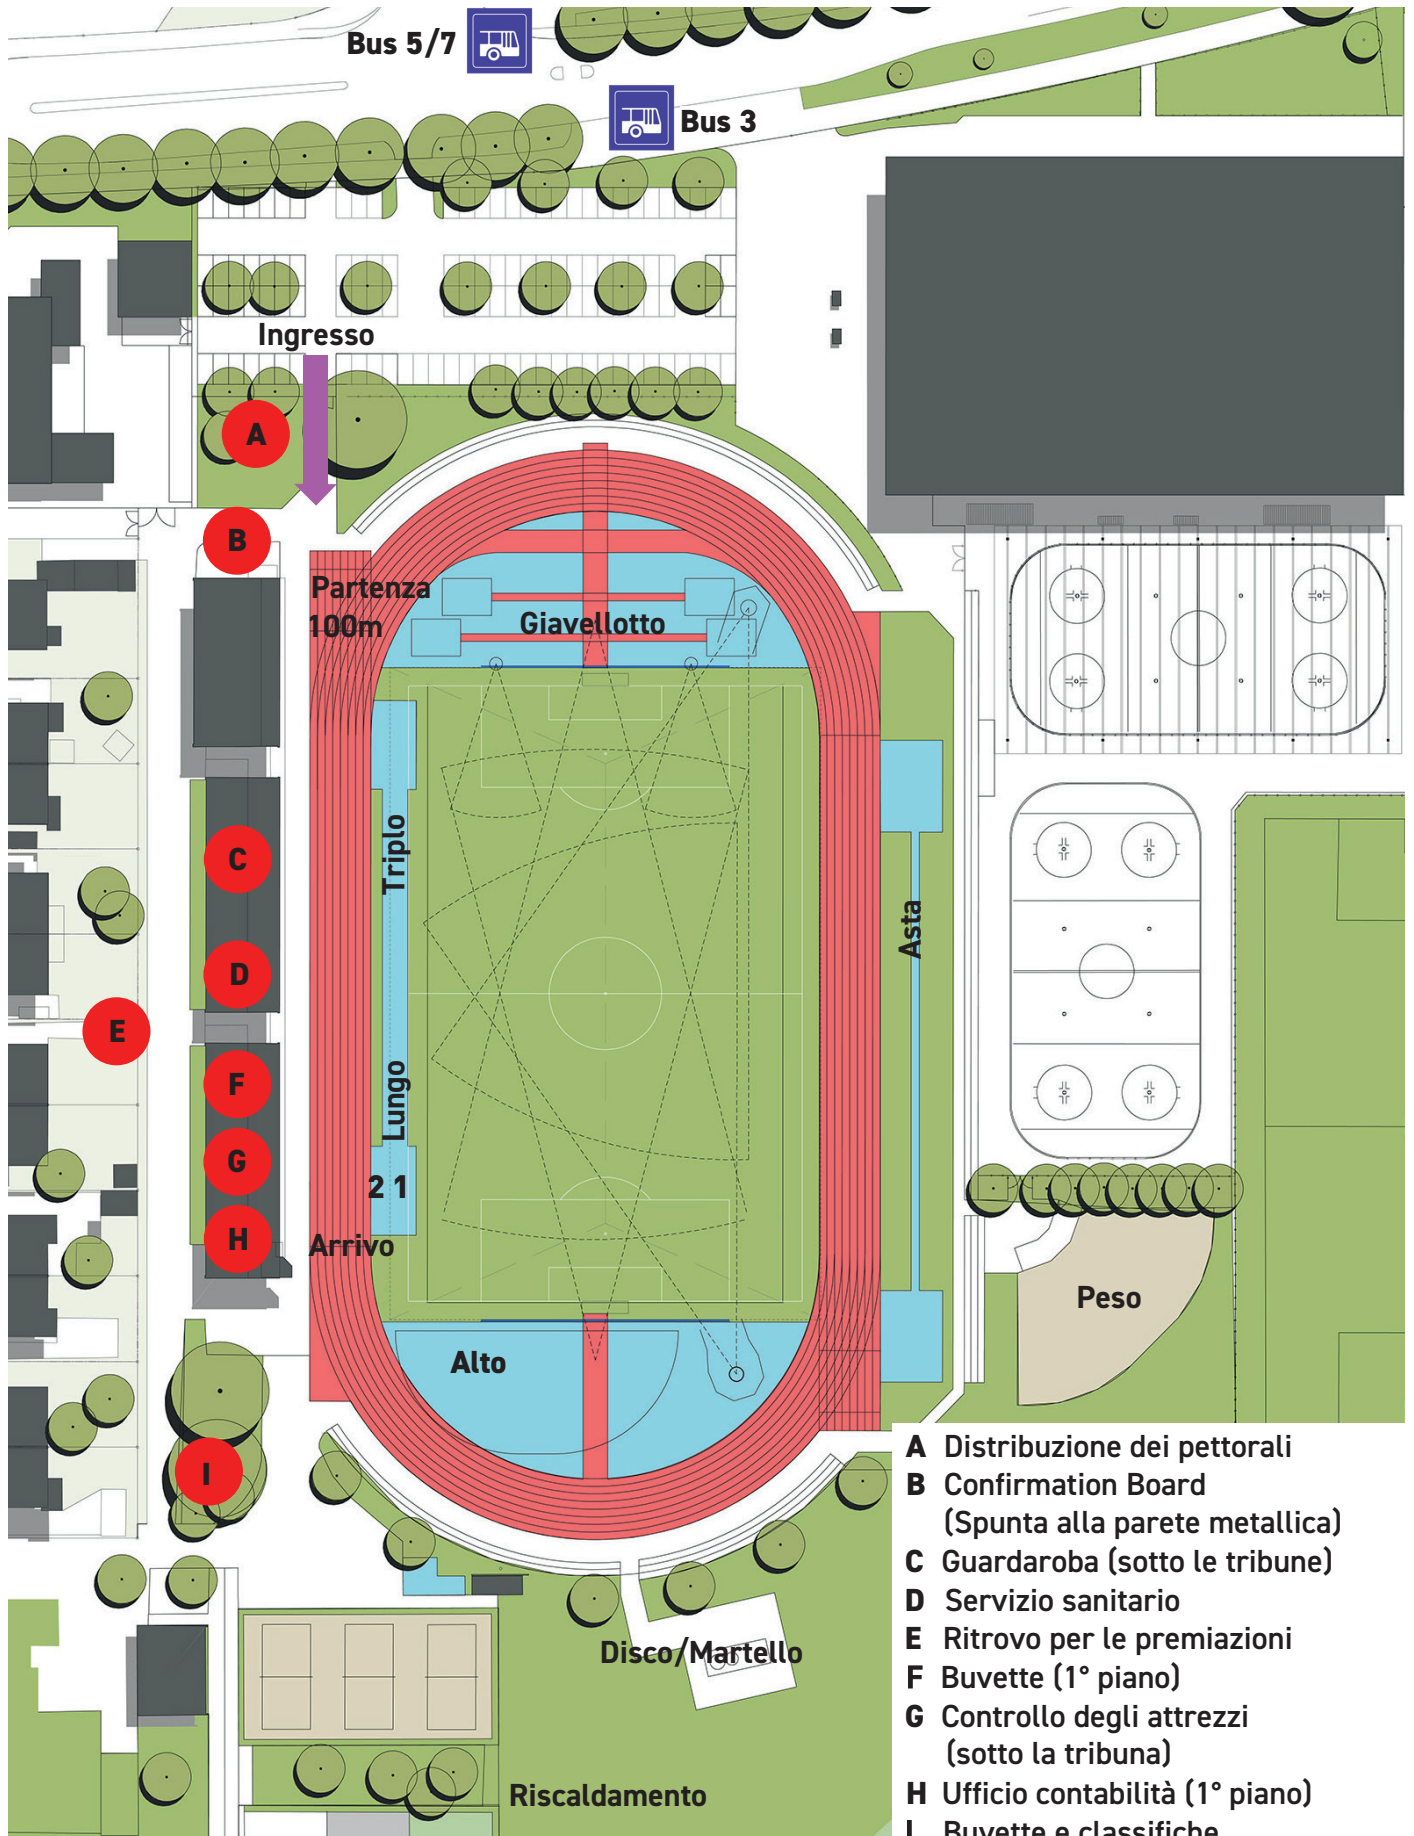 Bus 5/7
Bus 3
Ingresso
A
B
Partenza
100m
Giavellotto
Triplo
C
Asta
D
E
Lungo
F
G
2 1
H
Arrivo
Peso
Alto
I
Disco/Martello
Riscaldamento
A Distribuzione dei pettorali
B Confirmation Board
(Spunta alla parete metallica)
C Guardaroba (sotto le tribune)
D Servizio sanitario
E Ritrovo per le premiazioni
F Buvette (1° piano)
G Controllo degli attrezzi
(sotto la tribuna)
H Ufficio contabilità (1° piano)
I Buvette e classifiche